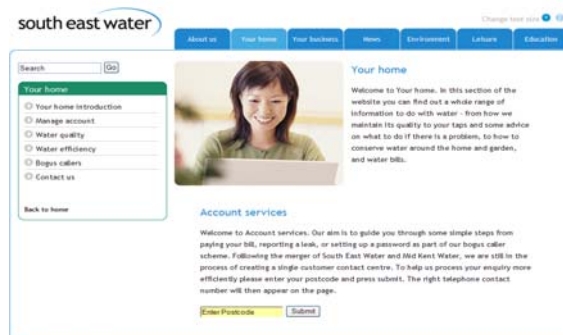 south east water
Change text size
About us
Your home
Your business
News
Environment
Leisure
Education
Search
Go
Your home
Your home introduction
Manage account
Water quality
Water efficiency
Bogus callers
Contact us
Back to home
Your home
Welcome to Your home. In this section of the
website you can find out a whole range of
information to do with water - from how we
maintain its quality to your taps and some advice
on what to do if there is a problem, to how to
conserve water around the home and garden,
and water bills.
Account services
Welcome to Account services. Our aim is to guide you through some simple steps from
paying your bill, reporting a leak, or setting up a password as part of our bogus caller
scheme. Following the merger of South East Water and Mid Kent Water, we are still in the
process of creating a single customer contact centre. To help us process your enquiry more
efficiently please enter your postcode and press submit. The right telephone contact
number will then appear on the page.
Enter Postcode
Submit